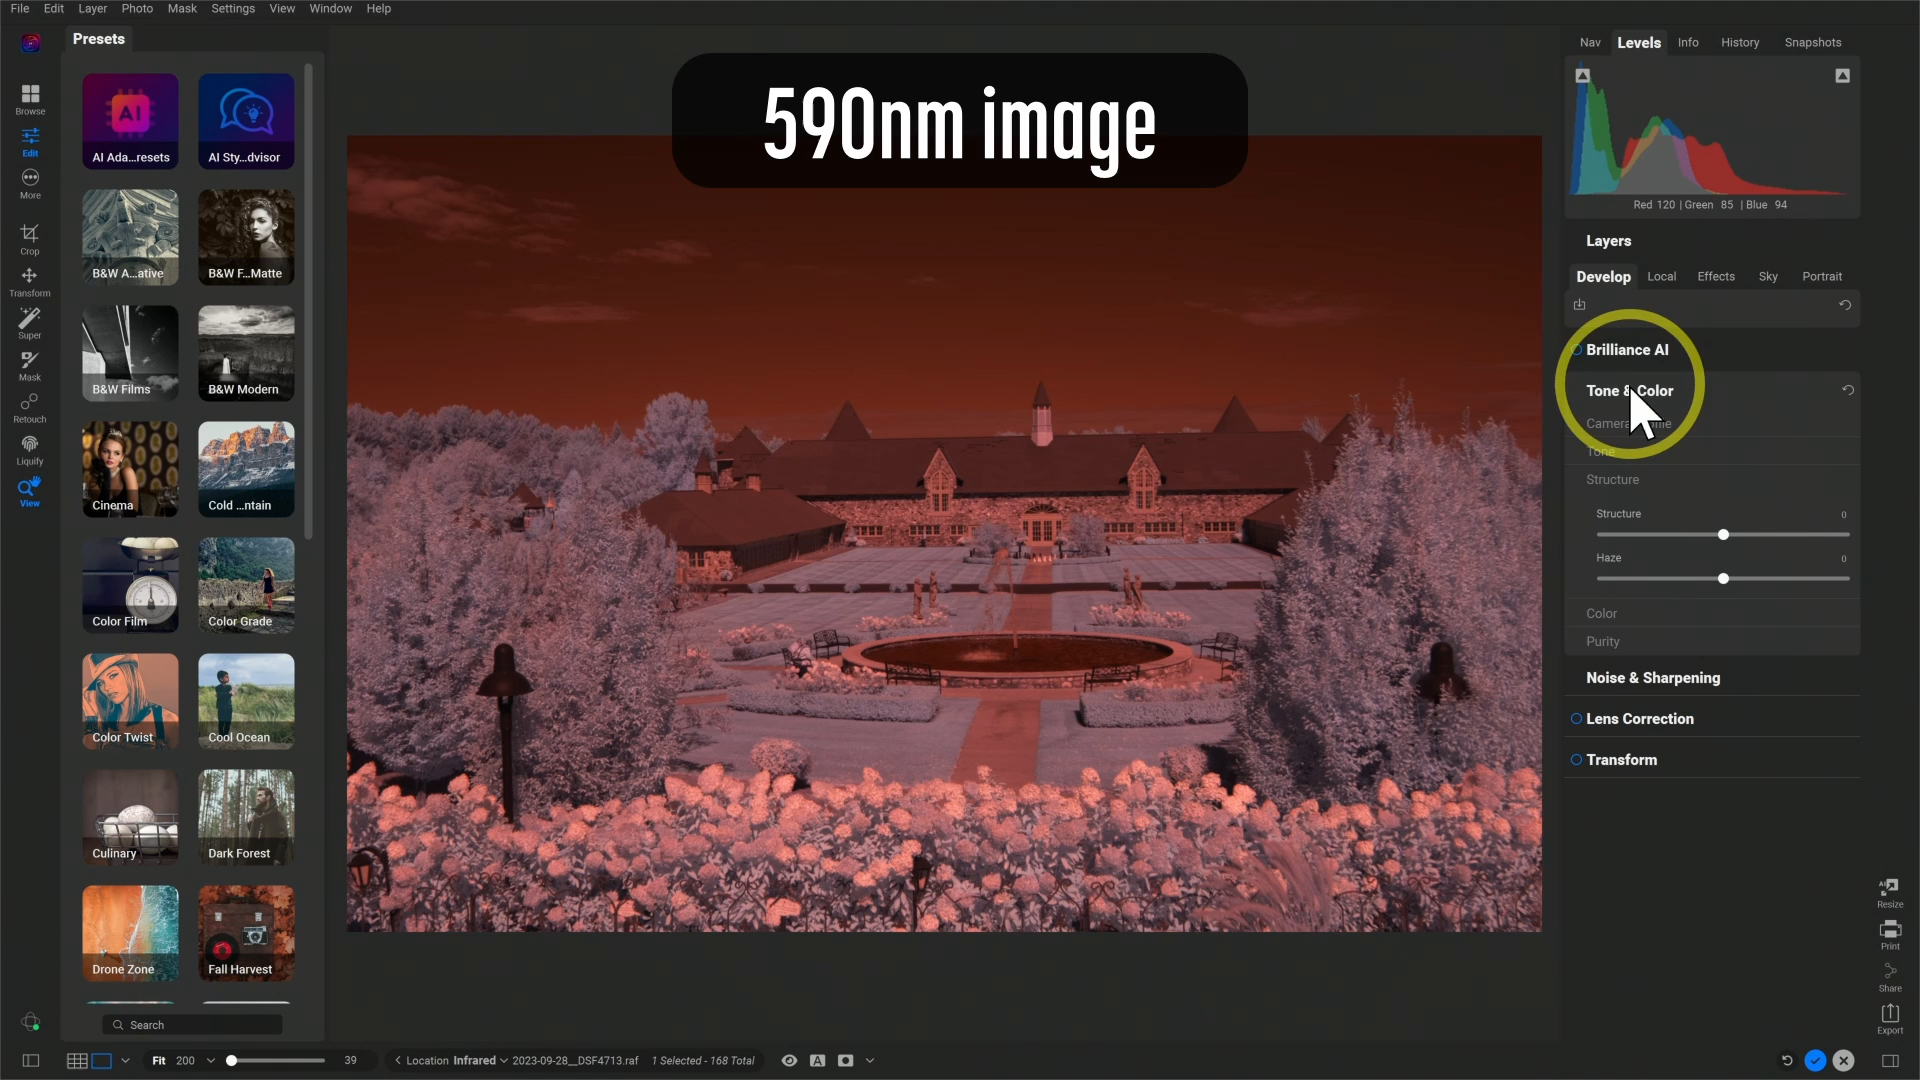 File Edit Layer Photo Mask Settings View Window Help
Presets
590nm image
Nav Levels Info History Snapshots
Browse
Edit
More
Crop
Transform
Super
Mask
Retouch
Liquify
View
AI
AI Ada...resets AI Sty...dvisor
B&W A...ative B&W F...Matte
B&W Films B&W Modern
Cinema Cold ...ntain
Color Film Color Grade
Color Twist Cool Ocean
Culinary Dark Forest
Drone Zone Fall Harvest
Search
Red 120 | Green 85 | Blue 94
Layers
Develop Local Effects Sky Portrait
Brilliance AI
Tone & Color
Tone
Structure
Structure 0
Haze 0
Color
Purity
Noise & Sharpening
Lens Correction
Transform
AI
Resize
Print
Share
Export
Fit 200 39 Location Infrared 2023-09-28__DSF4713.raf 1 Selected - 168 Total A